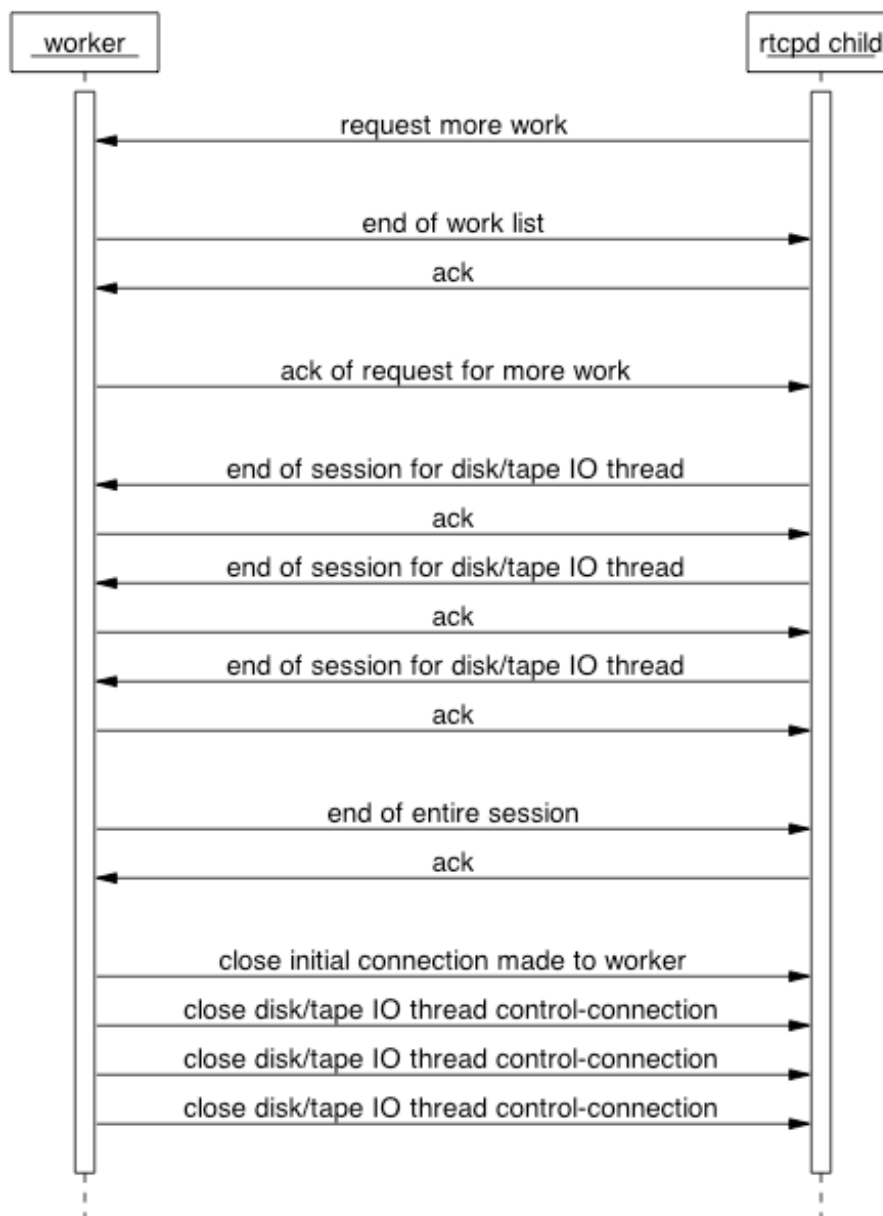 worker
rtcpd child
request more work
end of work list
ack
ack of request for more work
end of session for disk/tape IO thread
ack
end of session for disk/tape IO thread
ack
end of session for disk/tape IO thread
ack
end of entire session
ack
close initial connection made to worker
close disk/tape IO thread control-connection
close disk/tape IO thread control-connection
close disk/tape IO thread control-connection